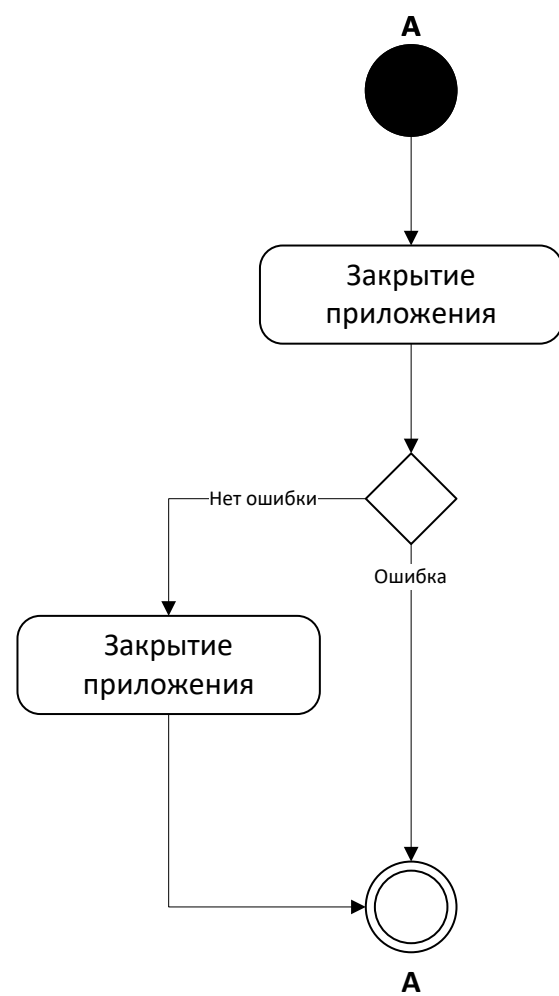 A
Закрытие
приложения
Нет ошибки
Ошибка
Закрытие
приложения
A